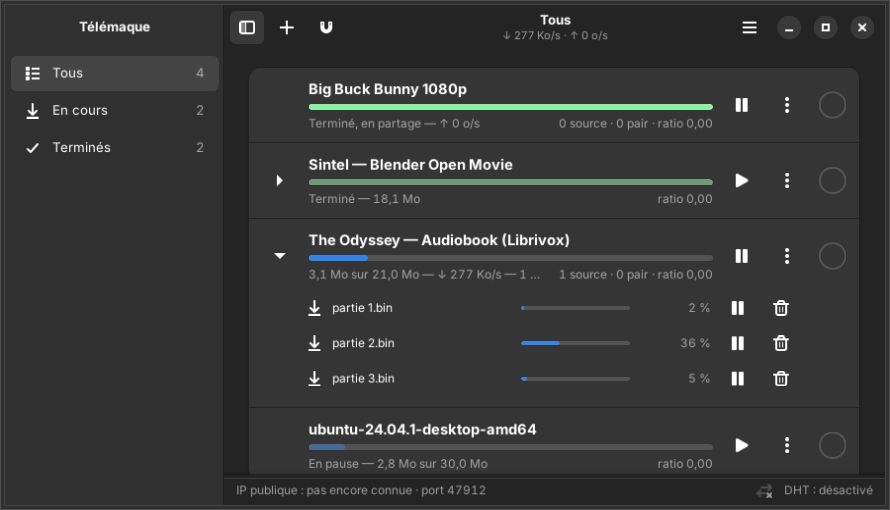 Télémaque
Tous 4
En cours 2
Terminés 2
Tous
↓ 277 Ko/s · ↑ 0 o/s
Big Buck Bunny 1080p
Terminé, en partage — ↑ 0 o/s 0 source · 0 pair · ratio 0,00
Sintel — Blender Open Movie
Terminé — 18,1 Mo ratio 0,00
The Odyssey — Audiobook (Librivox)
3,1 Mo sur 21,0 Mo — ↓ 277 Ko/s — 1 ... 1 source · 0 pair · ratio 0,00
partie 1.bin 2 %
partie 2.bin 36 %
partie 3.bin 5 %
ubuntu-24.04.1-desktop-amd64
En pause — 2,8 Mo sur 30,0 Mo ratio 0,00
IP publique : pas encore connue · port 47912 DHT : désactivé